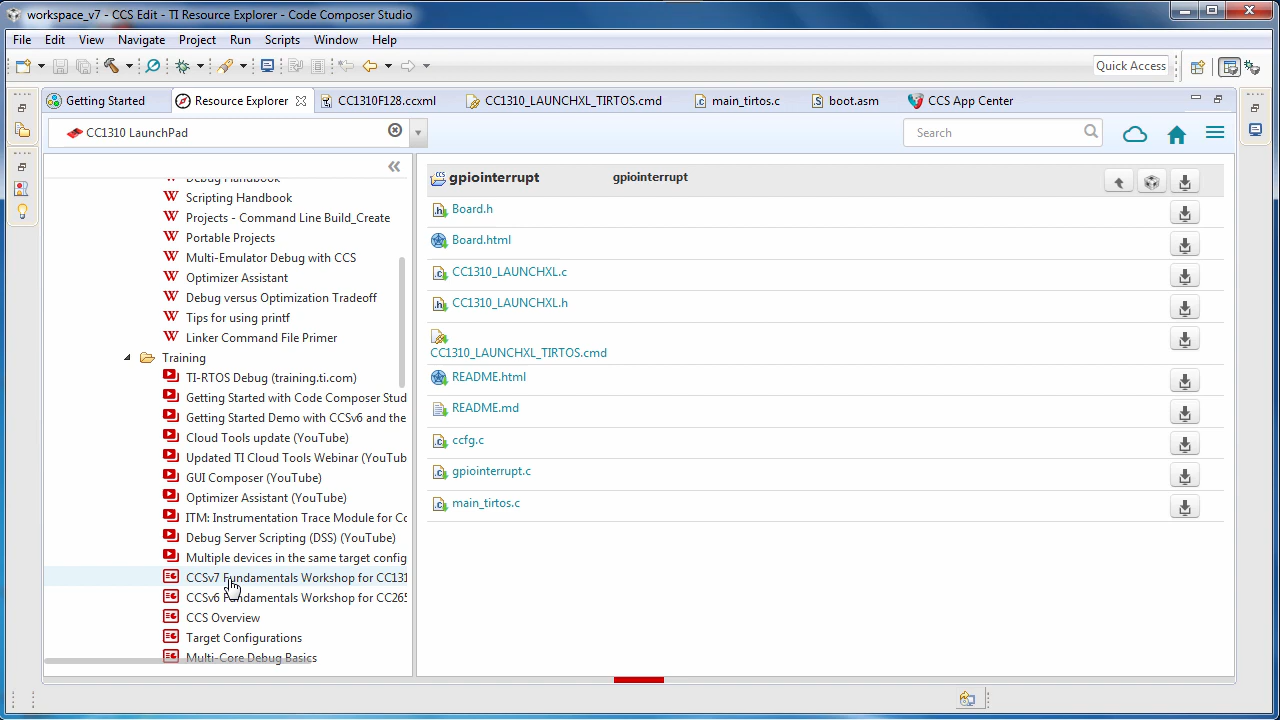 workspace_v7 - CCS Edit - TI Resource Explorer - Code Composer Studio
File Edit View Navigate Project Run Scripts Window Help
Quick Access
Getting Started Resource Explorer CC1310F128.ccxml CC1310_LAUNCHXL_TIRTOS.cmd main_tirtos.c boot.asm CCS App Center
CC1310 LaunchPad
Search
Debug Handbook
Scripting Handbook
Projects - Command Line Build_Create
Portable Projects
Multi-Emulator Debug with CCS
Optimizer Assistant
Debug versus Optimization Tradeoff
Tips for using printf
Linker Command File Primer
Training
TI-RTOS Debug (training.ti.com)
Getting Started with Code Composer Stud
Getting Started Demo with CCSv6 and the
Cloud Tools update (YouTube)
Updated TI Cloud Tools Webinar (YouTub
GUI Composer (YouTube)
Optimizer Assistant (YouTube)
ITM: Instrumentation Trace Module for Co
Debug Server Scripting (DSS) (YouTube)
Multiple devices in the same target config
CCSv7 Fundamentals Workshop for CC131
CCSv6 Fundamentals Workshop for CC265
CCS Overview
Target Configurations
Multi-Core Debug Basics
gpiointerrupt gpiointerrupt
Board.h
Board.html
CC1310_LAUNCHXL.c
CC1310_LAUNCHXL.h
CC1310_LAUNCHXL_TIRTOS.cmd
README.html
README.md
ccfg.c
gpiointerrupt.c
main_tirtos.c